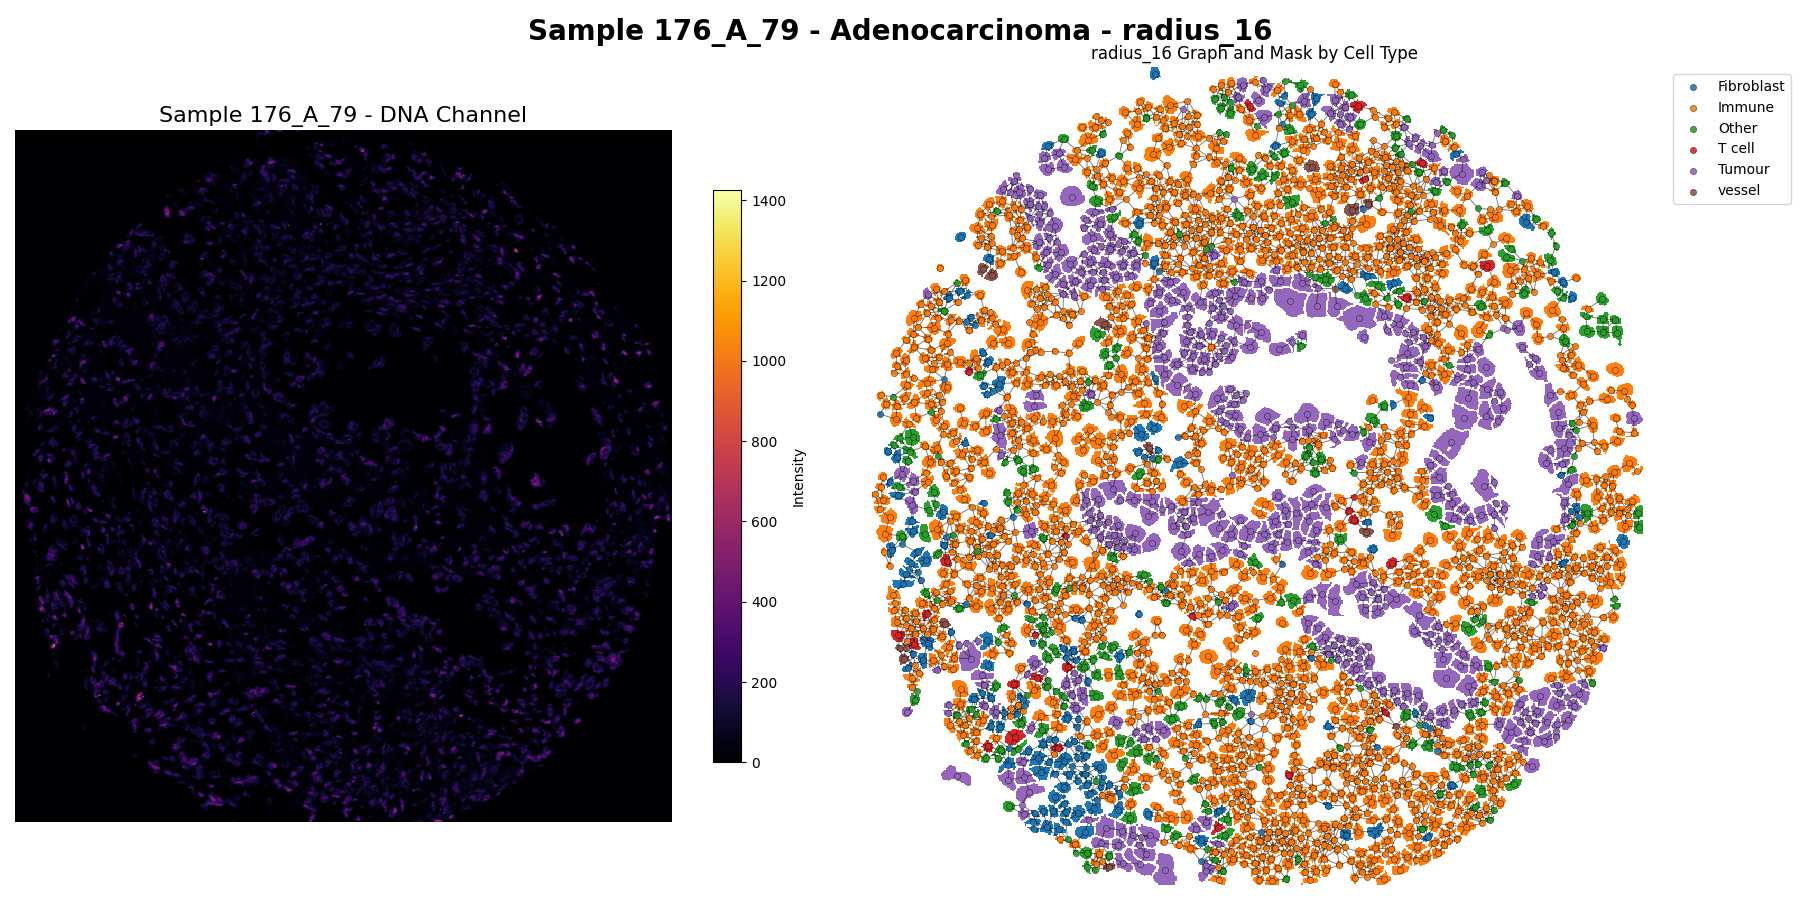 Sample 176_A_79 - Adenocarcinoma - radius_16
radius_16 Graph and Mask by Cell Type
Sample 176_A_79 - DNA Channel
1400
1200
1000
800
600
400
200
0
Intensity
Fibroblast
Immune
Other
T cell
Tumour
vessel